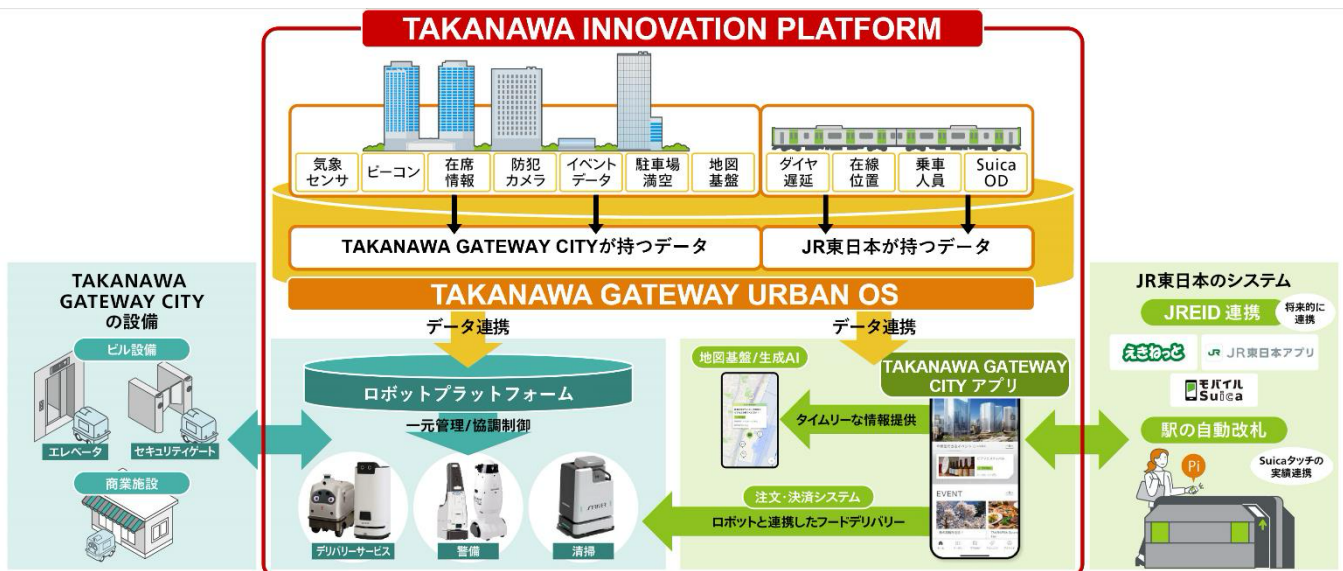 TAKANAWA INNOVATION PLATFORM
気象
センサ
ビーコン
在席
情報
防犯
カメラ
イベント
データ
駐車場
満空
地図
基盤
ダイヤ
遅延
在線
位置
乗車
人員
Suica
OD
TAKANAWA GATEWAY CITYが持つデータ
JR東日本が持つデータ
TAKANAWA GATEWAY URBAN OS
データ連携
データ連携
TAKANAWA
GATEWAY CITY
の設備
ビル設備
エレベータ
セキュリティゲート
商業施設
ロボットプラットフォーム
一元管理/協調制御
デリバリーサービス
警備
清掃
地図基盤/生成AI
TAKANAWA GATEWAY
CITY アプリ
タイムリーな情報提供
注文・決済システム
ロボットと連携したフードデリバリー
EVENT
JR東日本のシステム
JREID 連携
将来的に
連携
えきねっと
JR JR東日本アプリ
モバイル
Suica
駅の自動改札
Pi
Suicaタッチの
実績連携